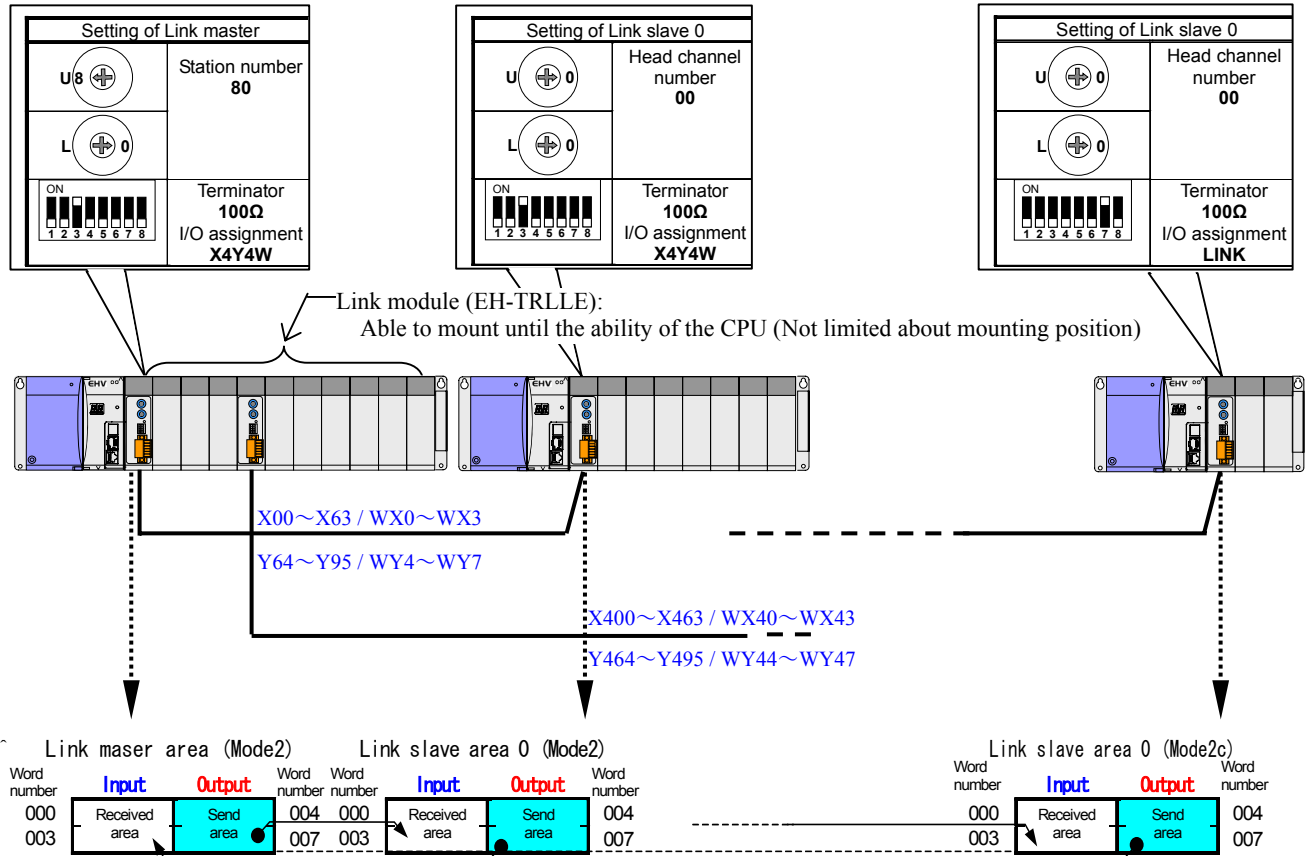 Setting of Link master
U 8
Station number
80
L 0
ON
1 2 3 4 5 6 7 8
Terminator
100Ω
I/O assignment
X4Y4W
Setting of Link slave 0
U 0
Head channel
number
00
L 0
ON
1 2 3 4 5 6 7 8
Terminator
100Ω
I/O assignment
X4Y4W
Setting of Link slave 0
U 0
Head channel
number
00
L 0
ON
1 2 3 4 5 6 7 8
Terminator
100Ω
I/O assignment
LINK
Link module (EH-TRLLE):
Able to mount until the ability of the CPU (Not limited about mounting position)
EHV
EHV
EHV
X00～X63 / WX0～WX3
Y64～Y95 / WY4～WY7
X400～X463 / WX40～WX43
Y464～Y495 / WY44～WY47
Link maser area (Mode2)
Word
number
Input
Output
Word
number
000
003
Received
area
Send
area
004
007
Link slave area 0 (Mode2)
Word
number
Input
Output
Word
number
000
003
Received
area
Send
area
004
007
Link slave area 0 (Mode2c)
Word
number
Input
Output
Word
number
000
003
Received
area
Send
area
004
007